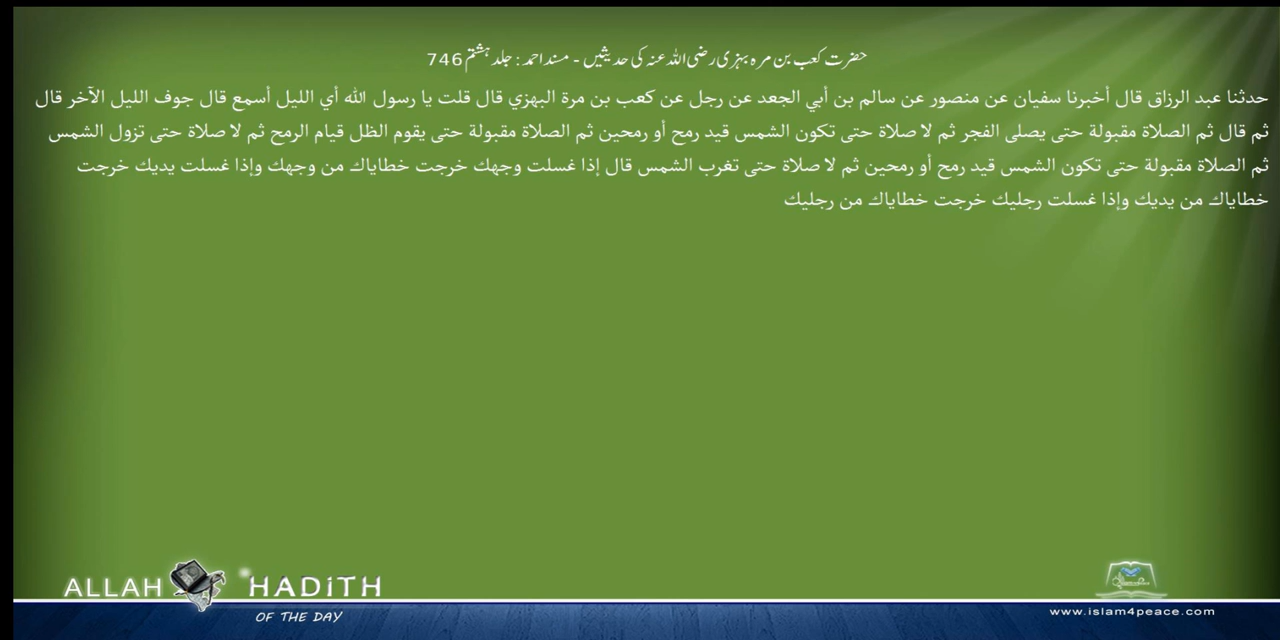 حضرت کعب بن مرہ بہزی رضی اللہ عنہ کی حدیثیں - مسند احمد : جلد ہشتم 746
حدثنا عبد الرزاق قال أخبرنا سفيان عن منصور عن سالم بن أبي الجعد عن رجل عن كعب بن مرة البهزي قال قلت يا رسول الله أي الليل أسمع قال جوف الليل الآخر قال
ثم قال ثم الصلاة مقبولة حتى يصلى الفجر ثم لا صلاة حتى تكون الشمس قيد رمح أو رمحين ثم الصلاة مقبولة حتى يقوم الظل قيام الرمح ثم لا صلاة حتى تزول الشمس
ثم الصلاة مقبولة حتى تكون الشمس قيد رمح أو رمحين ثم لا صلاة حتى تغرب الشمس قال إذا غسلت وجهك خرجت خطاياك من وجهك وإذا غسلت يديك خرجت
خطاياك من يديك وإذا غسلت رجليك خرجت خطاياك من رجليك
ALLAH HADITH
OF THE DAY
www.islam4peace.com